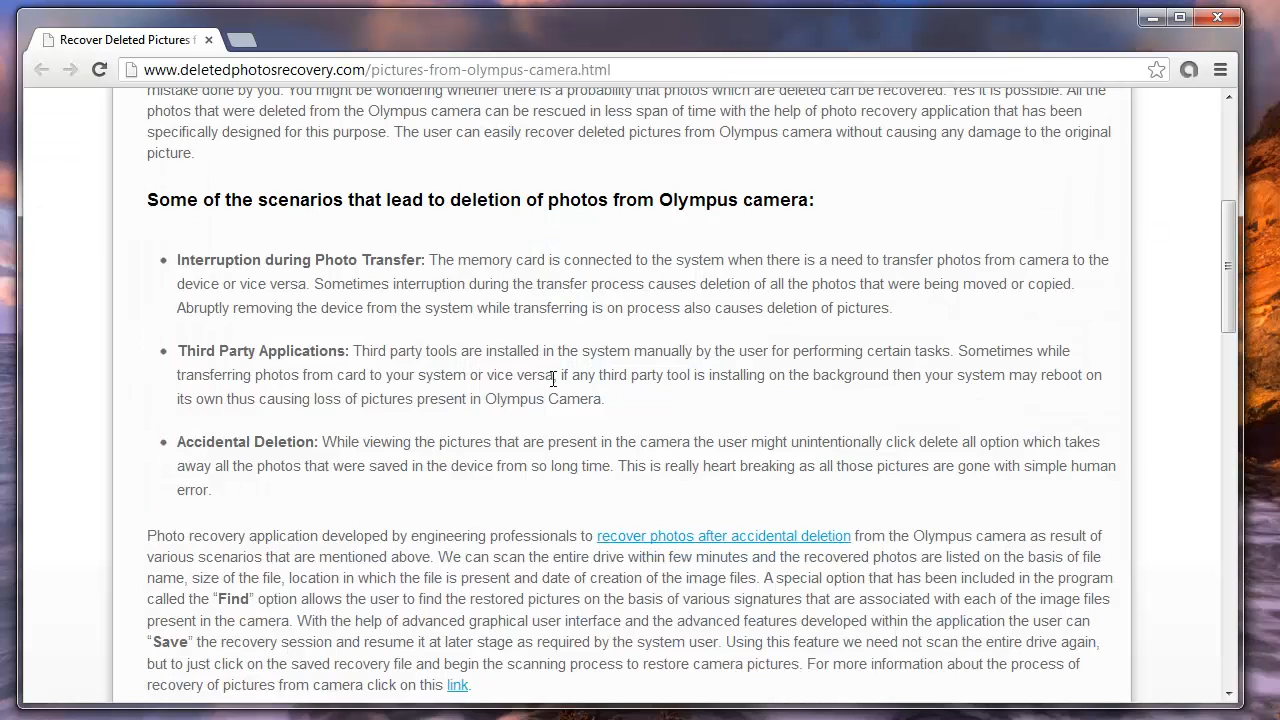 Recover Deleted Pictures f
www.deletedphotosrecovery.com/pictures-from-olympus-camera.html
mistake done by you. You might be wondering whether there is a probability that photos which are deleted can be recovered. Yes it is possible. All the
photos that were deleted from the Olympus camera can be rescued in less span of time with the help of photo recovery application that has been
specifically designed for this purpose. The user can easily recover deleted pictures from Olympus camera without causing any damage to the original
picture.
Some of the scenarios that lead to deletion of photos from Olympus camera:
Interruption during Photo Transfer: The memory card is connected to the system when there is a need to transfer photos from camera to the
device or vice versa. Sometimes interruption during the transfer process causes deletion of all the photos that were being moved or copied.
Abruptly removing the device from the system while transferring is on process also causes deletion of pictures.
Third Party Applications: Third party tools are installed in the system manually by the user for performing certain tasks. Sometimes while
transferring photos from card to your system or vice versa, if any third party tool is installing on the background then your system may reboot on
its own thus causing loss of pictures present in Olympus Camera.
Accidental Deletion: While viewing the pictures that are present in the camera the user might unintentionally click delete all option which takes
away all the photos that were saved in the device from so long time. This is really heart breaking as all those pictures are gone with simple human
error.
Photo recovery application developed by engineering professionals to recover photos after accidental deletion from the Olympus camera as result of
various scenarios that are mentioned above. We can scan the entire drive within few minutes and the recovered photos are listed on the basis of file
name, size of the file, location in which the file is present and date of creation of the image files. A special option that has been included in the program
called the “Find” option allows the user to find the restored pictures on the basis of various signatures that are associated with each of the image files
present in the camera. With the help of advanced graphical user interface and the advanced features developed within the application the user can
“Save” the recovery session and resume it at later stage as required by the system user. Using this feature we need not scan the entire drive again,
but to just click on the saved recovery file and begin the scanning process to restore camera pictures. For more information about the process of
recovery of pictures from camera click on this link.